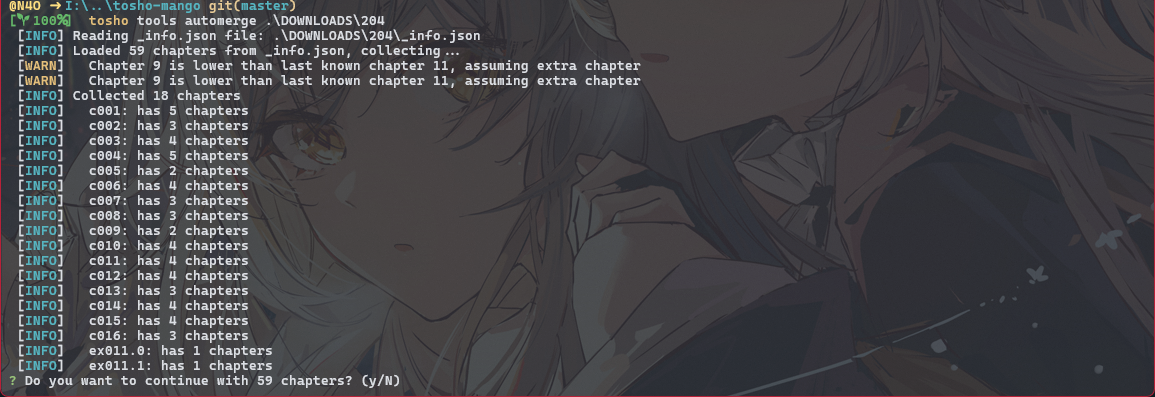 @N4O ➜ I:\..\tosho-mango git(master)
[🌱100%] tosho tools automerge .\DOWNLOADS\204
[INFO] Reading _info.json file: .\DOWNLOADS\204\_info.json
[INFO] Loaded 59 chapters from _info.json, collecting...
[WARN]   Chapter 9 is lower than last known chapter 11, assuming extra chapter
[WARN]   Chapter 9 is lower than last known chapter 11, assuming extra chapter
[INFO] Collected 18 chapters
[INFO]   c001: has 5 chapters
[INFO]   c002: has 3 chapters
[INFO]   c003: has 4 chapters
[INFO]   c004: has 5 chapters
[INFO]   c005: has 2 chapters
[INFO]   c006: has 4 chapters
[INFO]   c007: has 3 chapters
[INFO]   c008: has 3 chapters
[INFO]   c009: has 2 chapters
[INFO]   c010: has 4 chapters
[INFO]   c011: has 4 chapters
[INFO]   c012: has 4 chapters
[INFO]   c013: has 3 chapters
[INFO]   c014: has 4 chapters
[INFO]   c015: has 4 chapters
[INFO]   c016: has 3 chapters
[INFO]   ex011.0: has 1 chapters
[INFO]   ex011.1: has 1 chapters
? Do you want to continue with 59 chapters? (y/N)